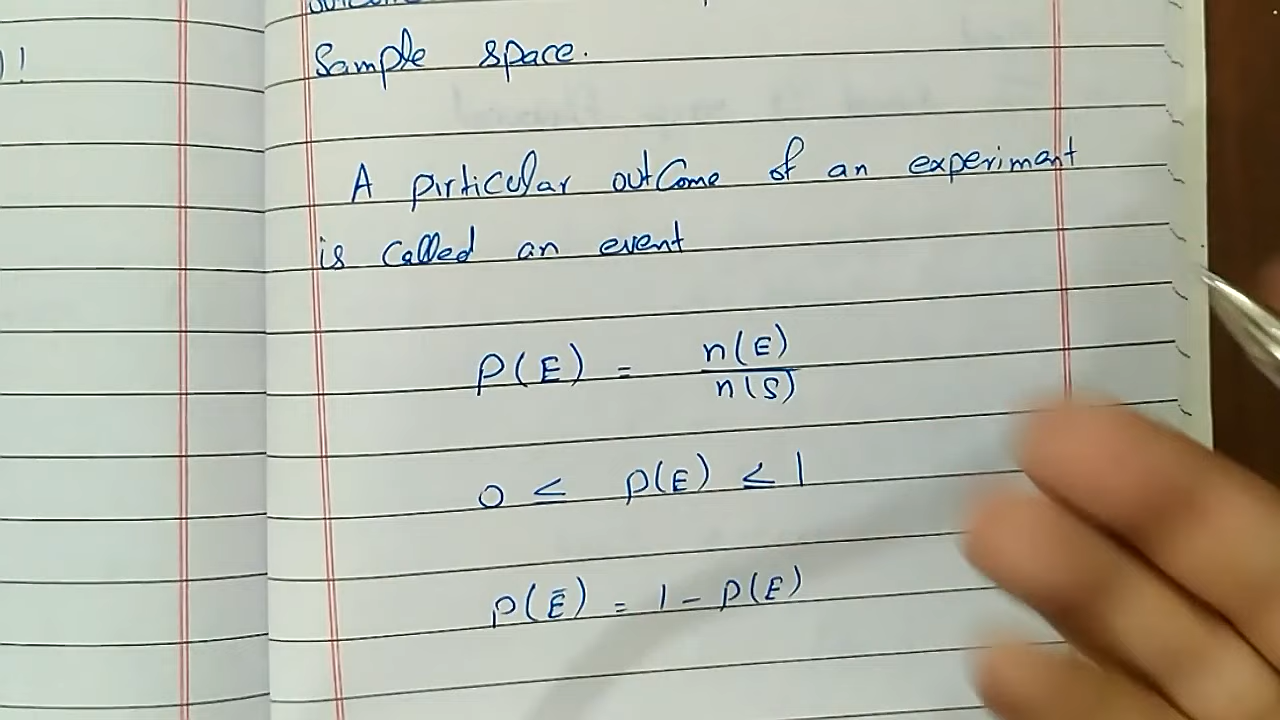 Sample space.
A pirticular outcome of an experimant
is called an event
P(E) = n(E)/n(S)
0 ≤ P(E) ≤ 1
P(Ē) = 1 - P(E)